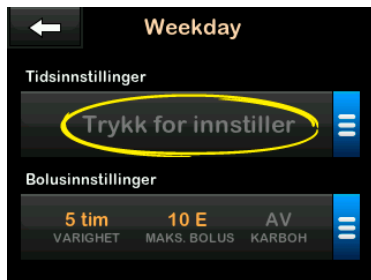 Weekday
Tidsinnstillinger
Trykk for innstiller
Bolusinnstillinger
5 tim 10 E AV
VARIGHET MAKS. BOLUS KARBOH